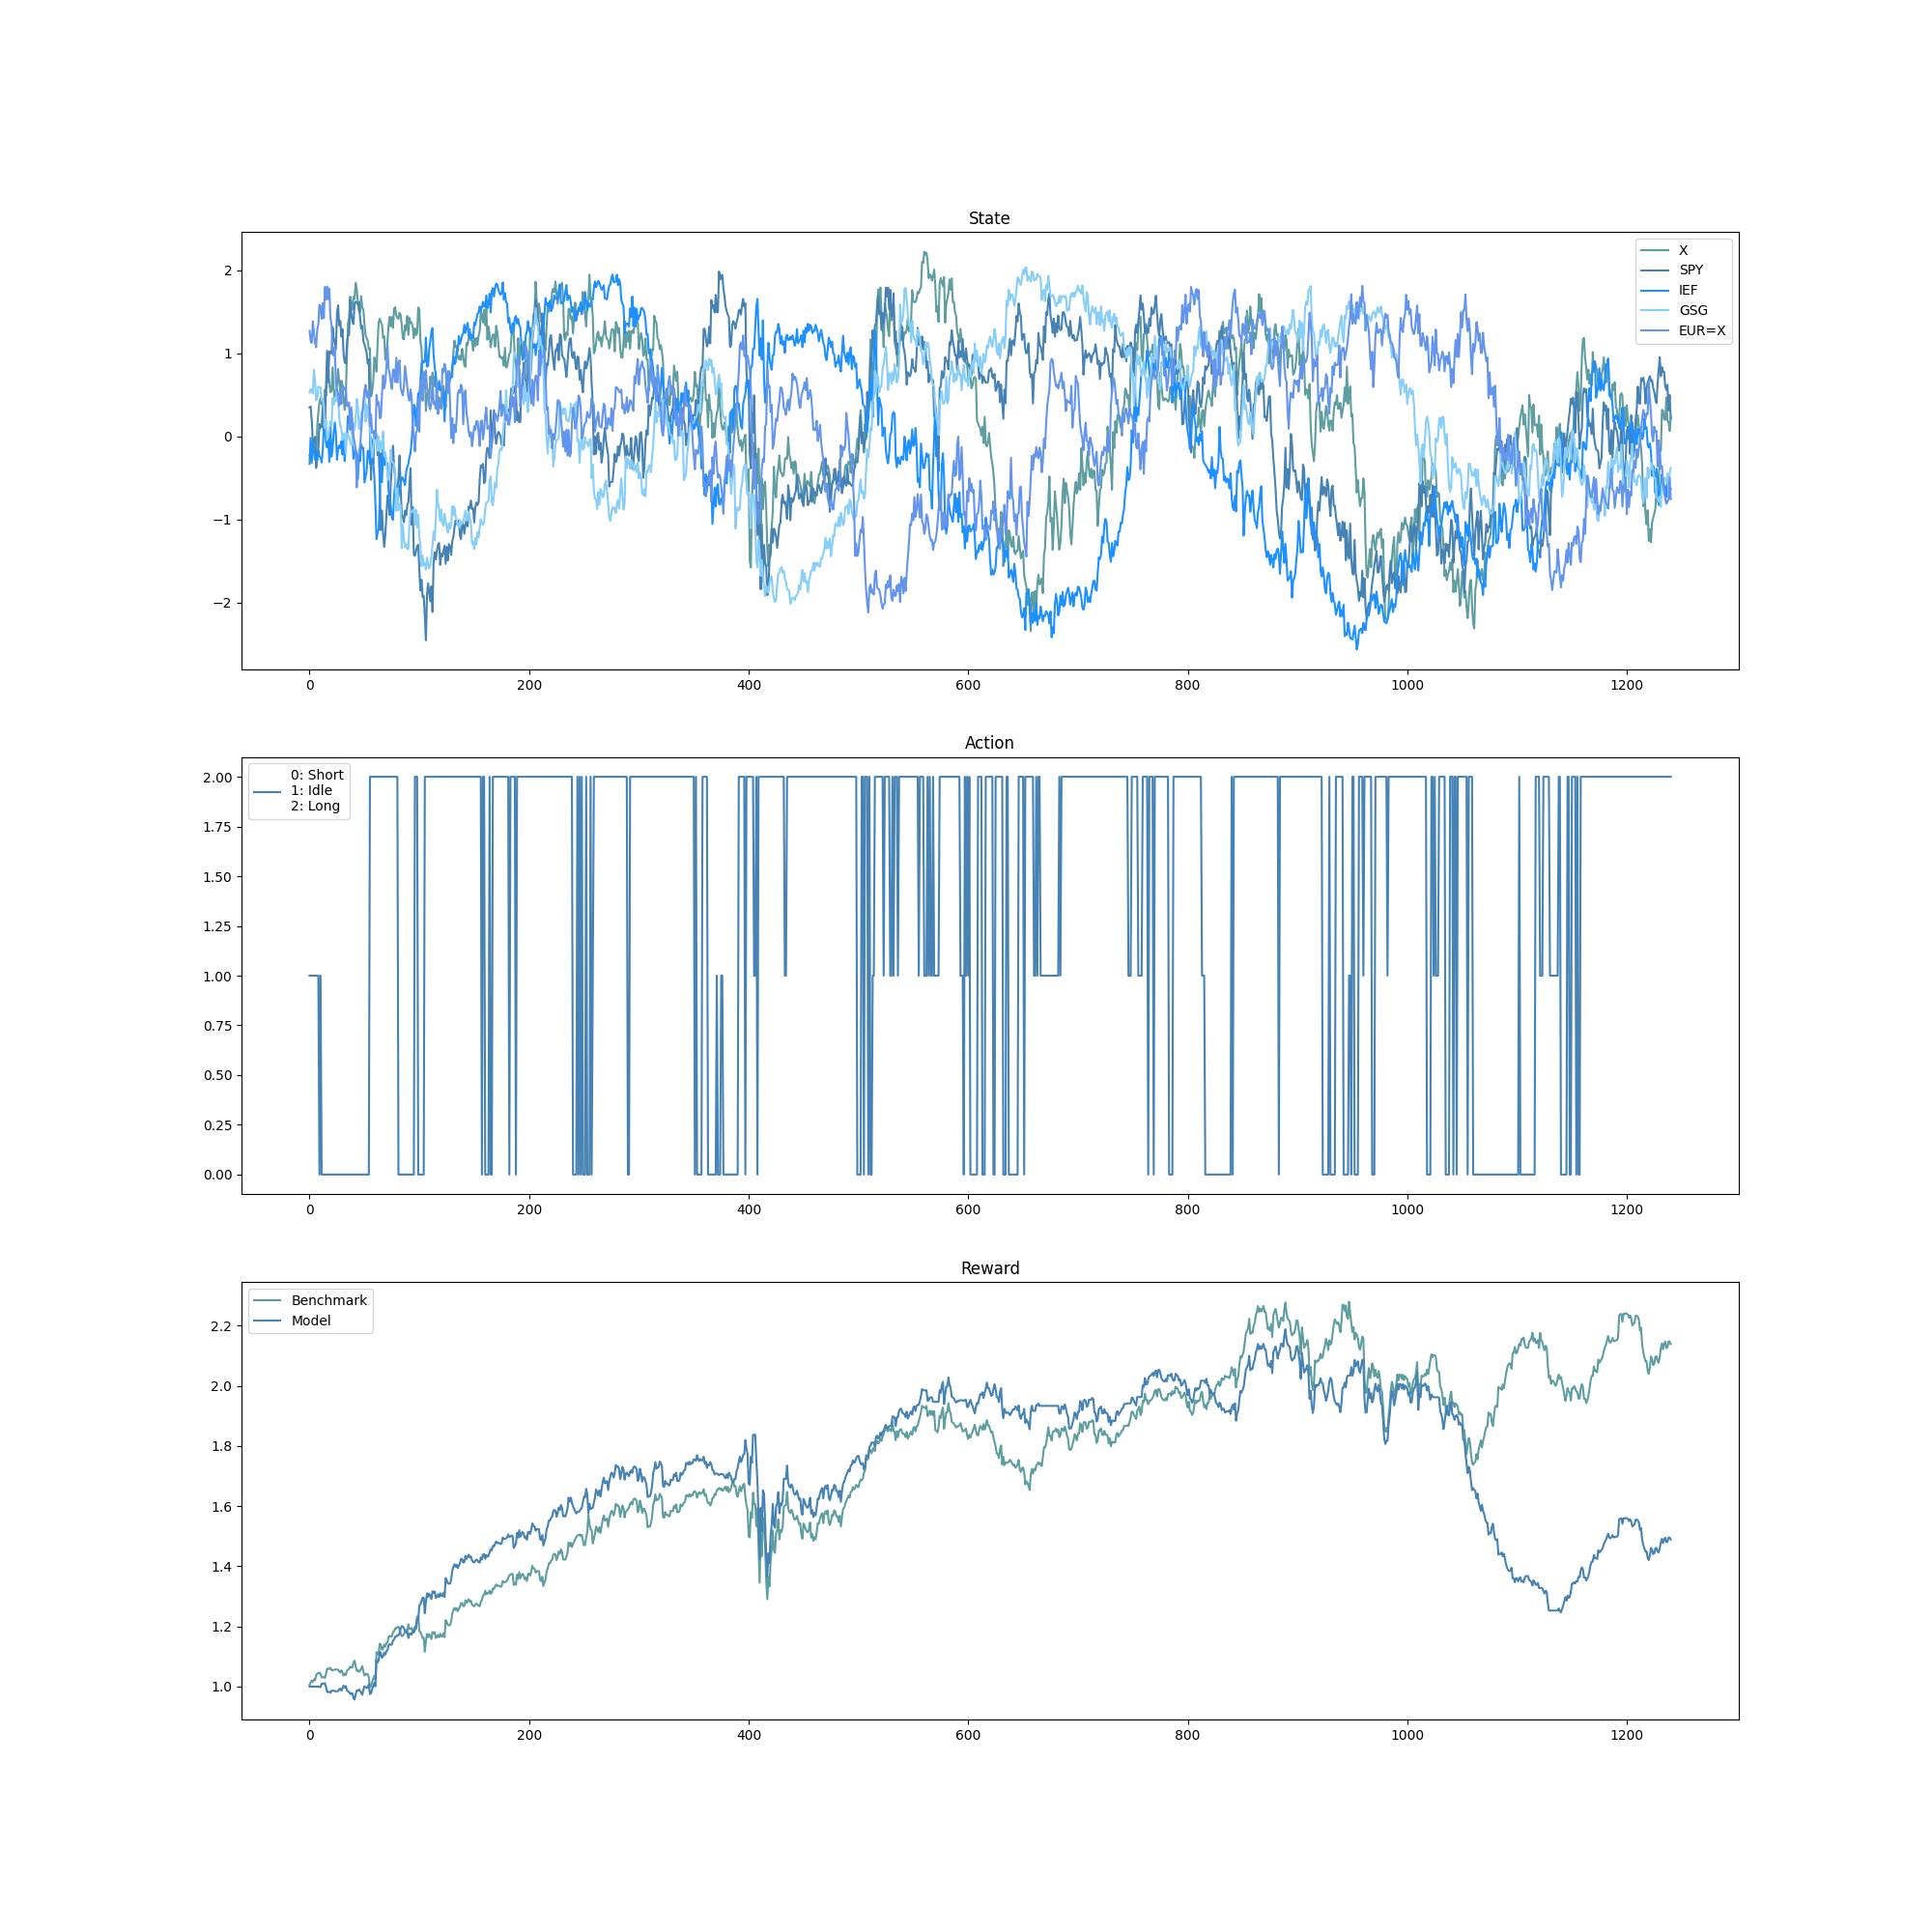 State
2
1
0
−1
−2
X
SPY
IEF
GSG
EUR=X
0 200 400 600 800 1000 1200
Action
2.00
1.75
1.50
1.25
1.00
0.75
0.50
0.25
0.00
0: Short
1: Idle
2: Long
0 200 400 600 800 1000 1200
Reward
Benchmark
Model
2.2
2.0
1.8
1.6
1.4
1.2
1.0
0 200 400 600 800 1000 1200